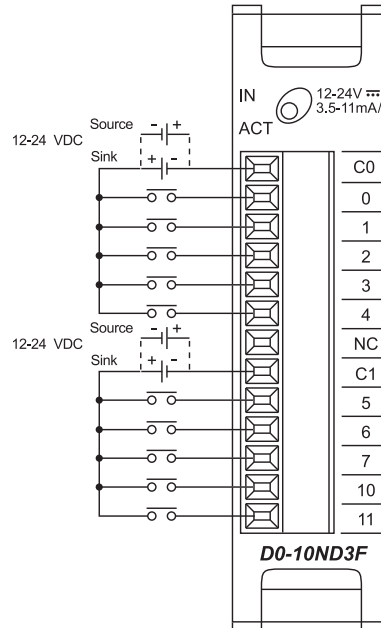 IN
12-24V
3.5-11mA/
ACT
Source
- +
12-24 VDC
Sink
+ -
C0
0
1
2
3
4
Source
- +
12-24 VDC
NC
Sink
+ -
C1
5
6
7
10
11
D0-10ND3F